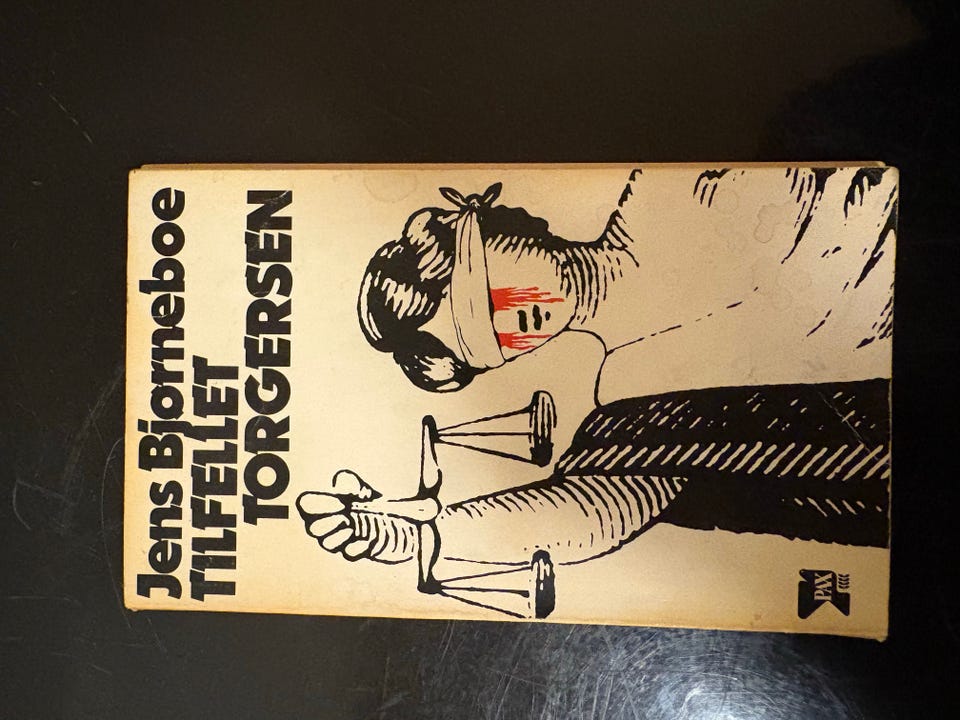 Jens Bjørneboe
TILFELLET
TORGERSEN
PAX